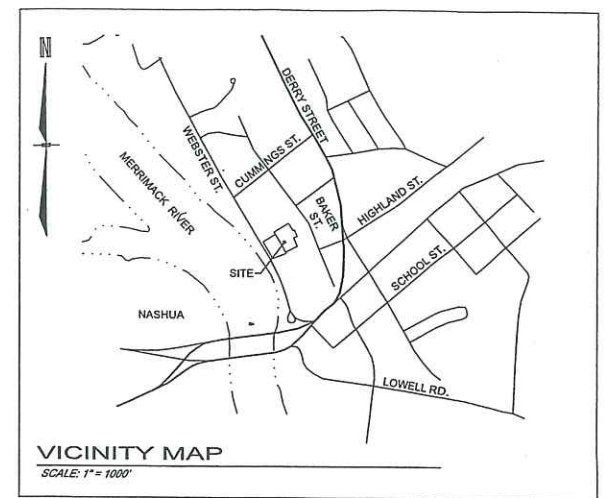 N
DERRY STREET
WEBSTER ST.
CUMMINGS ST.
MERRIMACK RIVER
BAKER ST.
HIGHLAND ST.
SITE
SCHOOL ST.
NASHUA
LOWELL RD.
VICINITY MAP
SCALE: 1" = 1000'